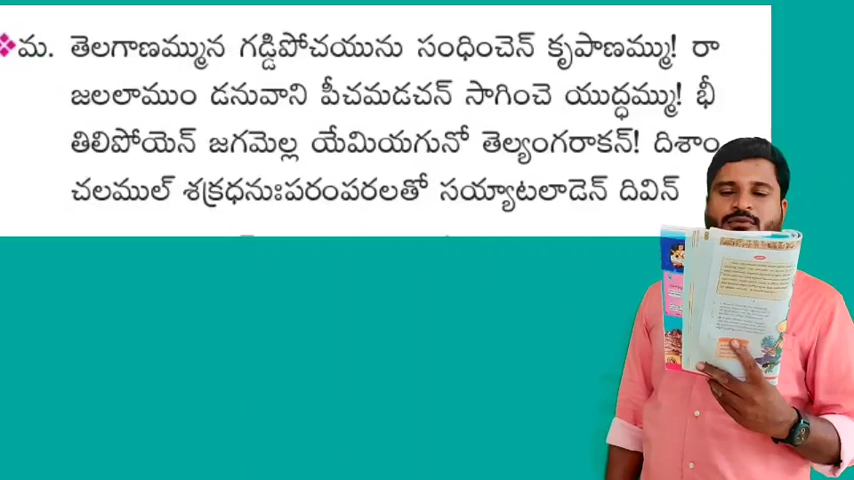 మ. తెలగాణమ్మున గడ్డిపోచయును సంధించెన్ కృపాణమ్ము! రా
జలలాముం డనువాని పీచమడచన్ సాగించె యుద్ధమ్ము! భీ
తిలిపోయెన్ జగమెల్ల యేమియగునో తెల్యంగరాకన్! దిశాం
చలముల్ శక్రధనుఃపరంపరలతో సయ్యాటలాడెన్ దివిన్